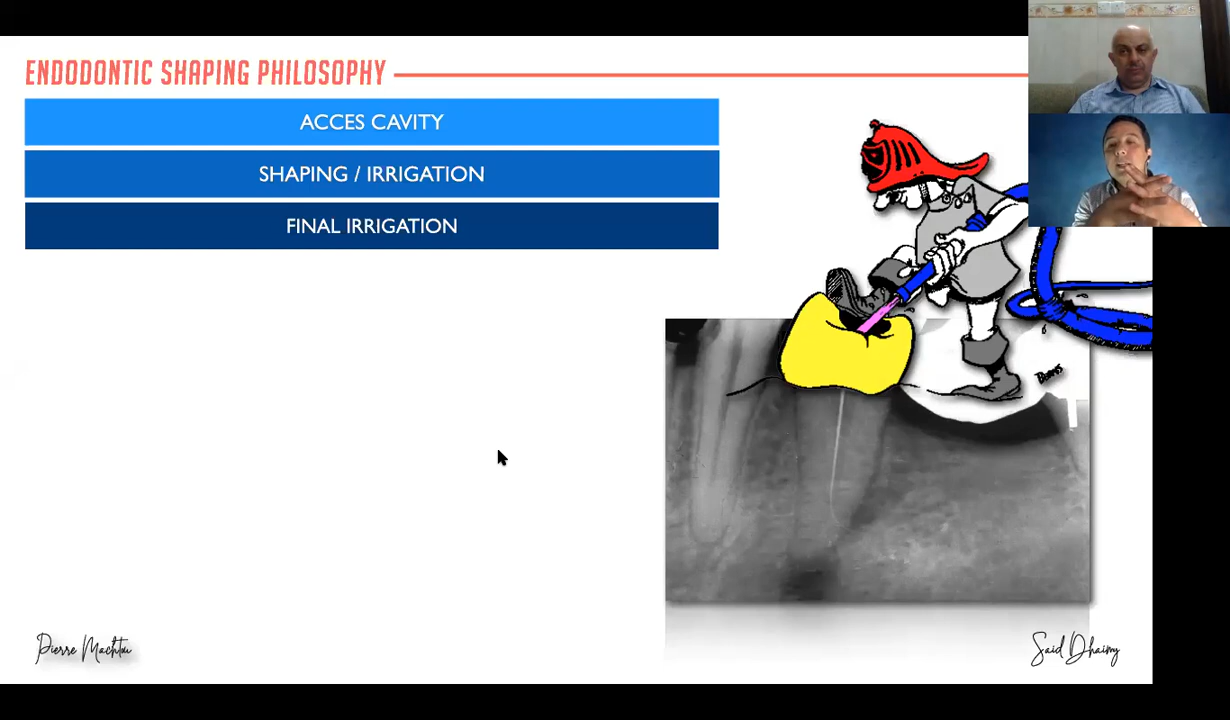 ENDODONTIC SHAPING PHILOSOPHY
ACCES CAVITY
SHAPING / IRRIGATION
FINAL IRRIGATION
Pierre Machtou
Said Dhaimy